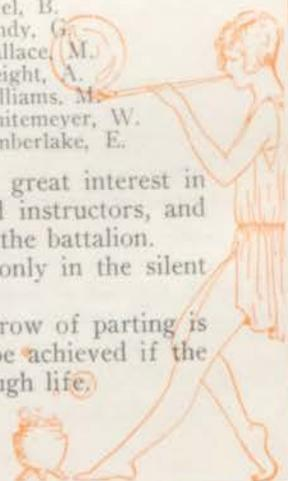 el, B.
ndy, G.
allace, M.
eight, A.
lliams, M.
hitemeyer, W.
mberlake, E.
great interest in
l instructors, and
the battalion.
only in the silent
row of parting is
be achieved if the
ugh life.